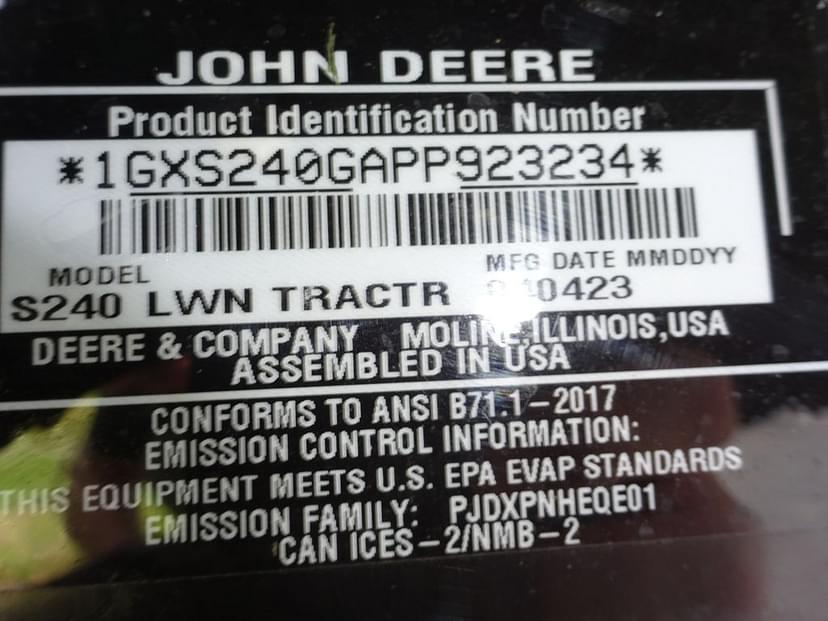 JOHN DEERE
Product Identification Number
*1GXS240GAPP923234*
MFG DATE MMDDYY
MODEL
S240 LWN TRACTR
DEERE & COMPANY MOLINE,ILLINOIS,USA
ASSEMBLED IN USA
CONFORMS TO ANSI B71.1-2017
EMISSION CONTROL INFORMATION:
THIS EQUIPMENT MEETS U.S. EPA EVAP STANDARDS
EMISSION FAMILY: PJDXPNHEQE01
CAN ICES-2/NMB-2